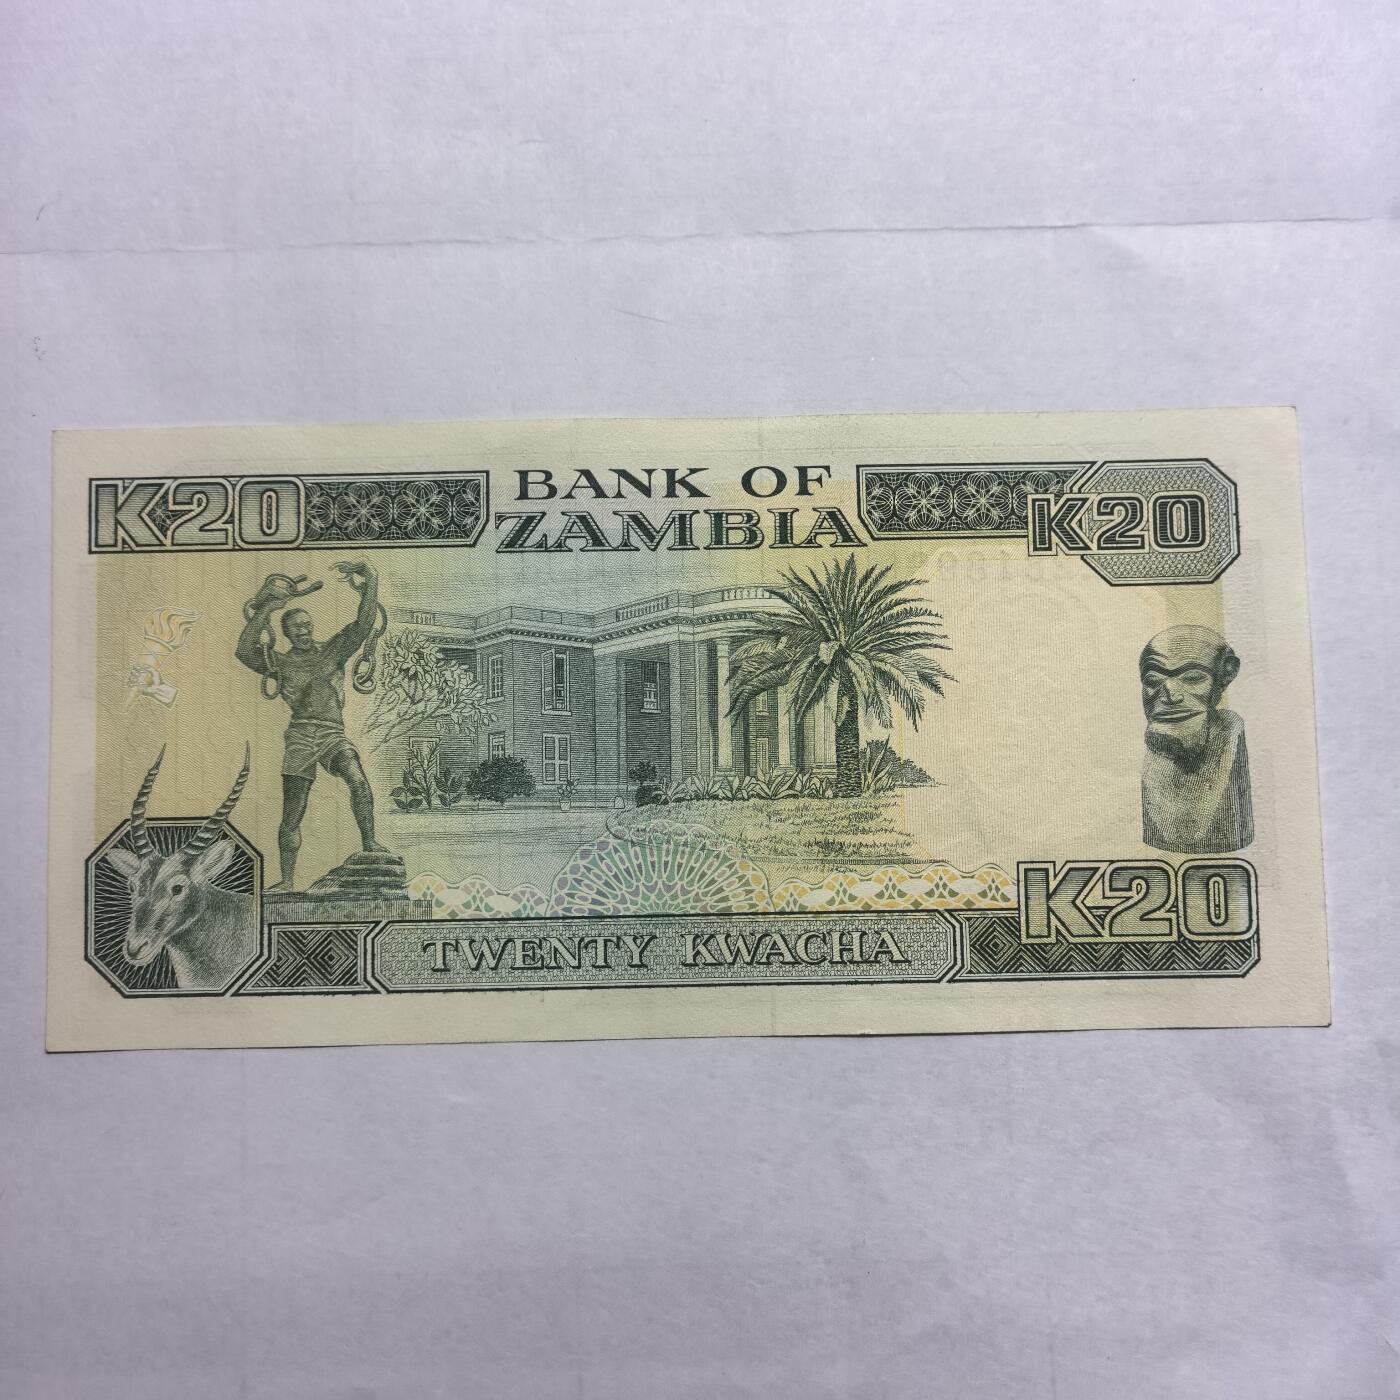 K20
BANK OF
ZAMBIA
K20
TWENTY KWACHA
K20